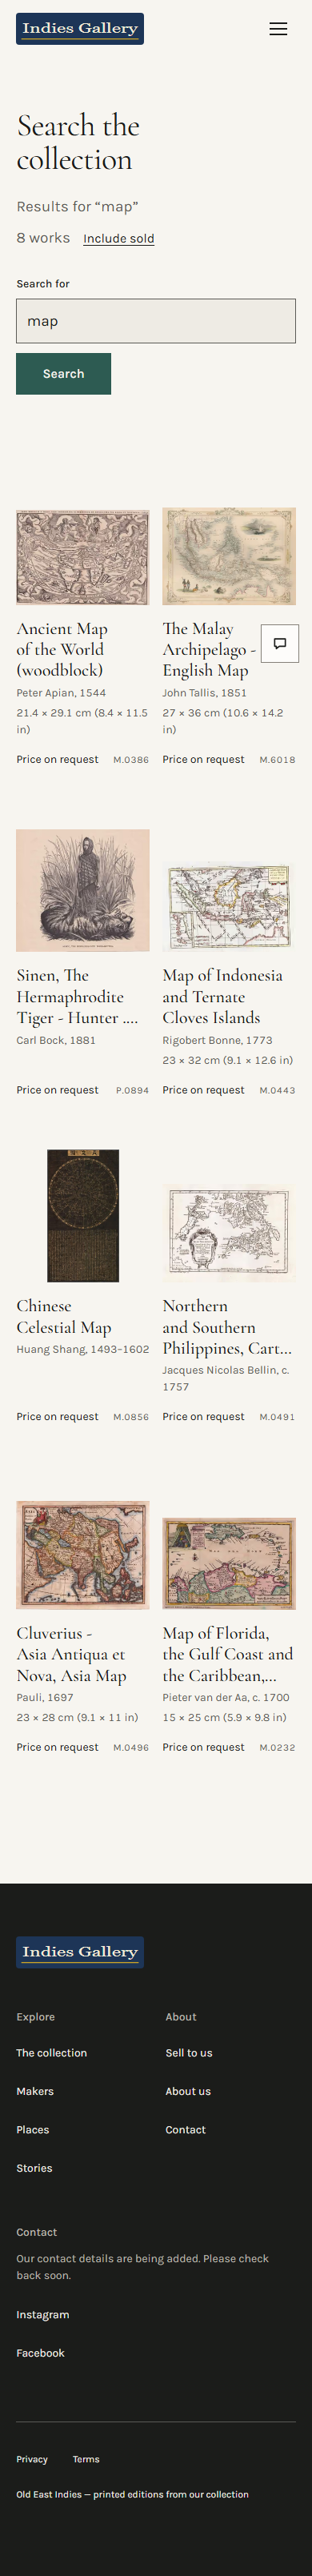 Indies Gallery
Search the
collection
Results for “map”
8 works Include sold
Search for
map
Search
Ancient Map
of the World
(woodblock)
Peter Apian, 1544
21.4 × 29.1 cm (8.4 × 11.5
in)
Price on request M.0386
The Malay
Archipelago -
English Map
John Tallis, 1851
27 × 36 cm (10.6 × 14.2
in)
Price on request M.6018
Sinen, The
Hermaphrodite
Tiger - Hunter ....
Carl Bock, 1881
Price on request P.0894
Map of Indonesia
and Ternate
Cloves Islands
Rigobert Bonne, 1773
23 × 32 cm (9.1 × 12.6 in)
Price on request M.0443
Chinese
Celestial Map
Huang Shang, 1493–1602
Price on request M.0856
Northern
and Southern
Philippines, Cart...
Jacques Nicolas Bellin, c.
1757
Price on request M.0491
Cluverius -
Asia Antiqua et
Nova, Asia Map
Pauli, 1697
23 × 28 cm (9.1 × 11 in)
Price on request M.0496
Map of Florida,
the Gulf Coast and
the Caribbean,...
Pieter van der Aa, c. 1700
15 × 25 cm (5.9 × 9.8 in)
Price on request M.0232
Indies Gallery
Explore
The collection
Makers
Places
Stories
About
Sell to us
About us
Contact
Contact
Our contact details are being added. Please check
back soon.
Instagram
Facebook
Privacy Terms
Old East Indies — printed editions from our collection